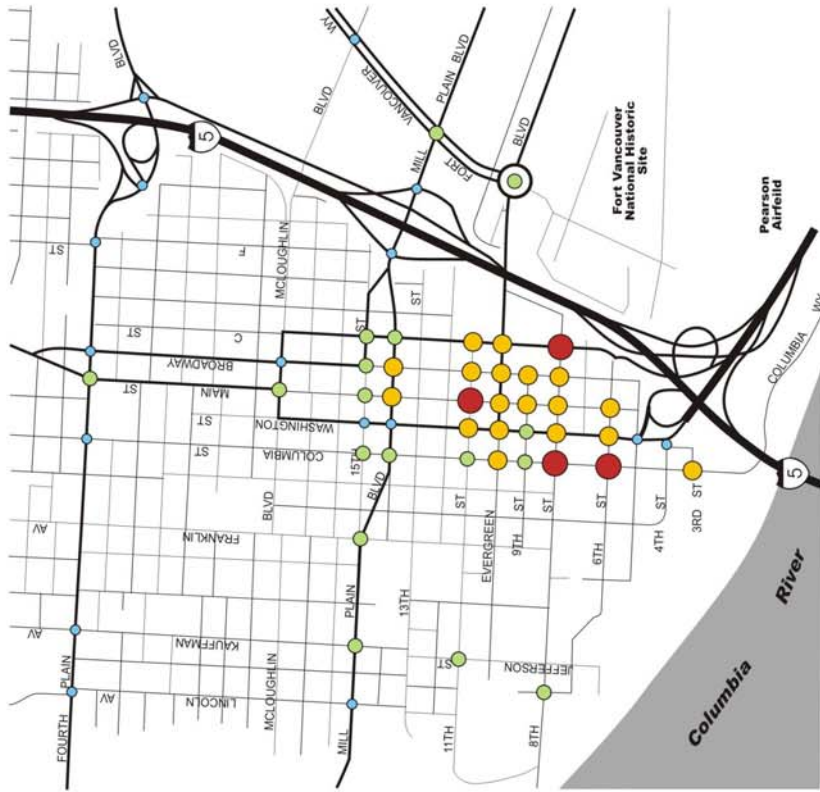 BLVD
WY
VANCOUVER
BLVD
PLAIN BLVD
MILL
FORT
BLVD
5
Fort Vancouver
National Historic
Site
Pearson
Airfeild
ST
F
MCLOUGHLIN
ST
ST
C
ST
BROADWAY
ST
MAIN
ST
WASHINGTON
ST
COLUMBIA
15TH
BLVD
BLVD
COLUMBIA WY
ST
EVERGREEN
9TH
ST
ST
8TH
6TH
ST
4TH
ST
3RD
ST
5
AV
FRANKLIN
AV
KAUFFMAN
PLAIN
FOURTH
AV
LINCOLN
MCLOUGHLIN
PLAIN
MILL
13TH
ST
11TH
JEFFERSON
Columbia
River